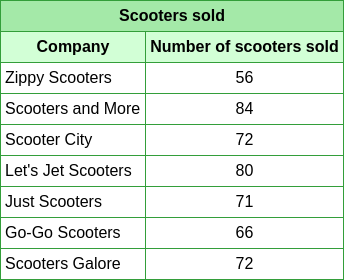 Scooters sold
Company Number of scooters sold
Zippy Scooters 56
Scooters and More 84
Scooter City 72
Let's Jet Scooters 80
Just Scooters 71
Go-Go Scooters 66
Scooters Galore 72